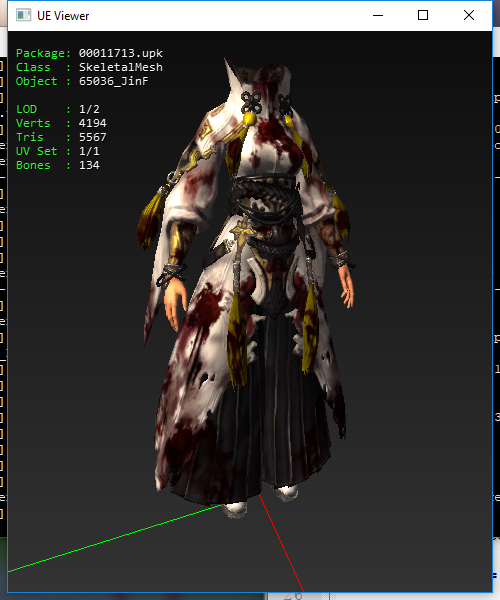 UE Viewer
Package: 00011713.upk
Class : SkeletalMesh
Object : 65036_JinF
LOD : 1/2
Verts : 4194
Tris : 5567
UV Set : 1/1
Bones : 134